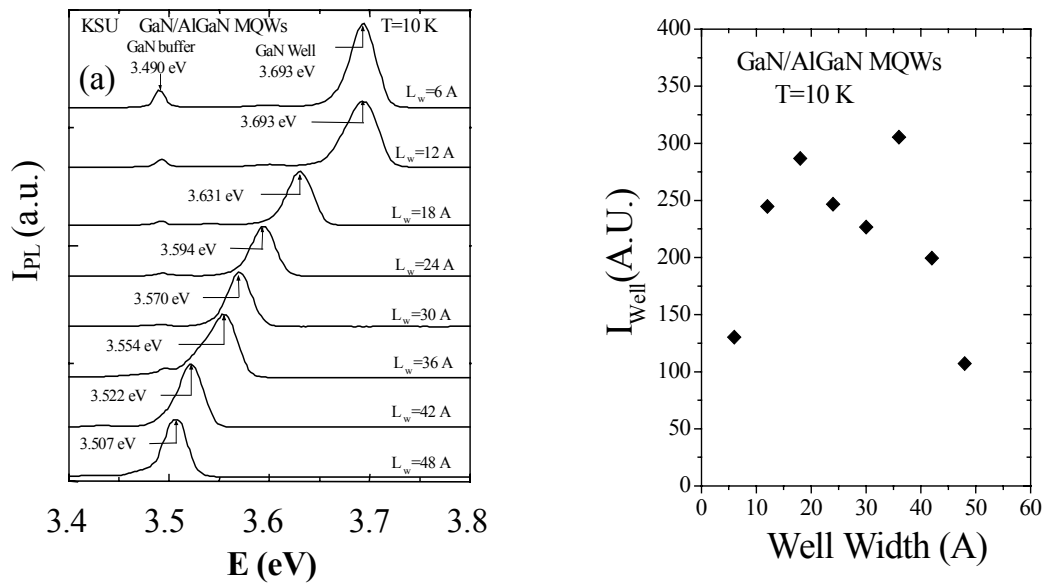 KSU GaN/AlGaN MQWs T=10 K
GaN buffer
3.490 eV
GaN Well
3.693 eV
(a)
L_w=6 A
3.693 eV
L_w=12 A
3.631 eV
L_w=18 A
3.594 eV
L_w=24 A
3.570 eV
L_w=30 A
3.554 eV
L_w=36 A
3.522 eV
L_w=42 A
3.507 eV
L_w=48 A
I_PL (a.u.)
3.4 3.5 3.6 3.7 3.8
E (eV)
GaN/AlGaN MQWs
T=10 K
400
350
300
250
200
150
100
50
0
I_Well (A.U.)
0 10 20 30 40 50 60
Well Width (A)